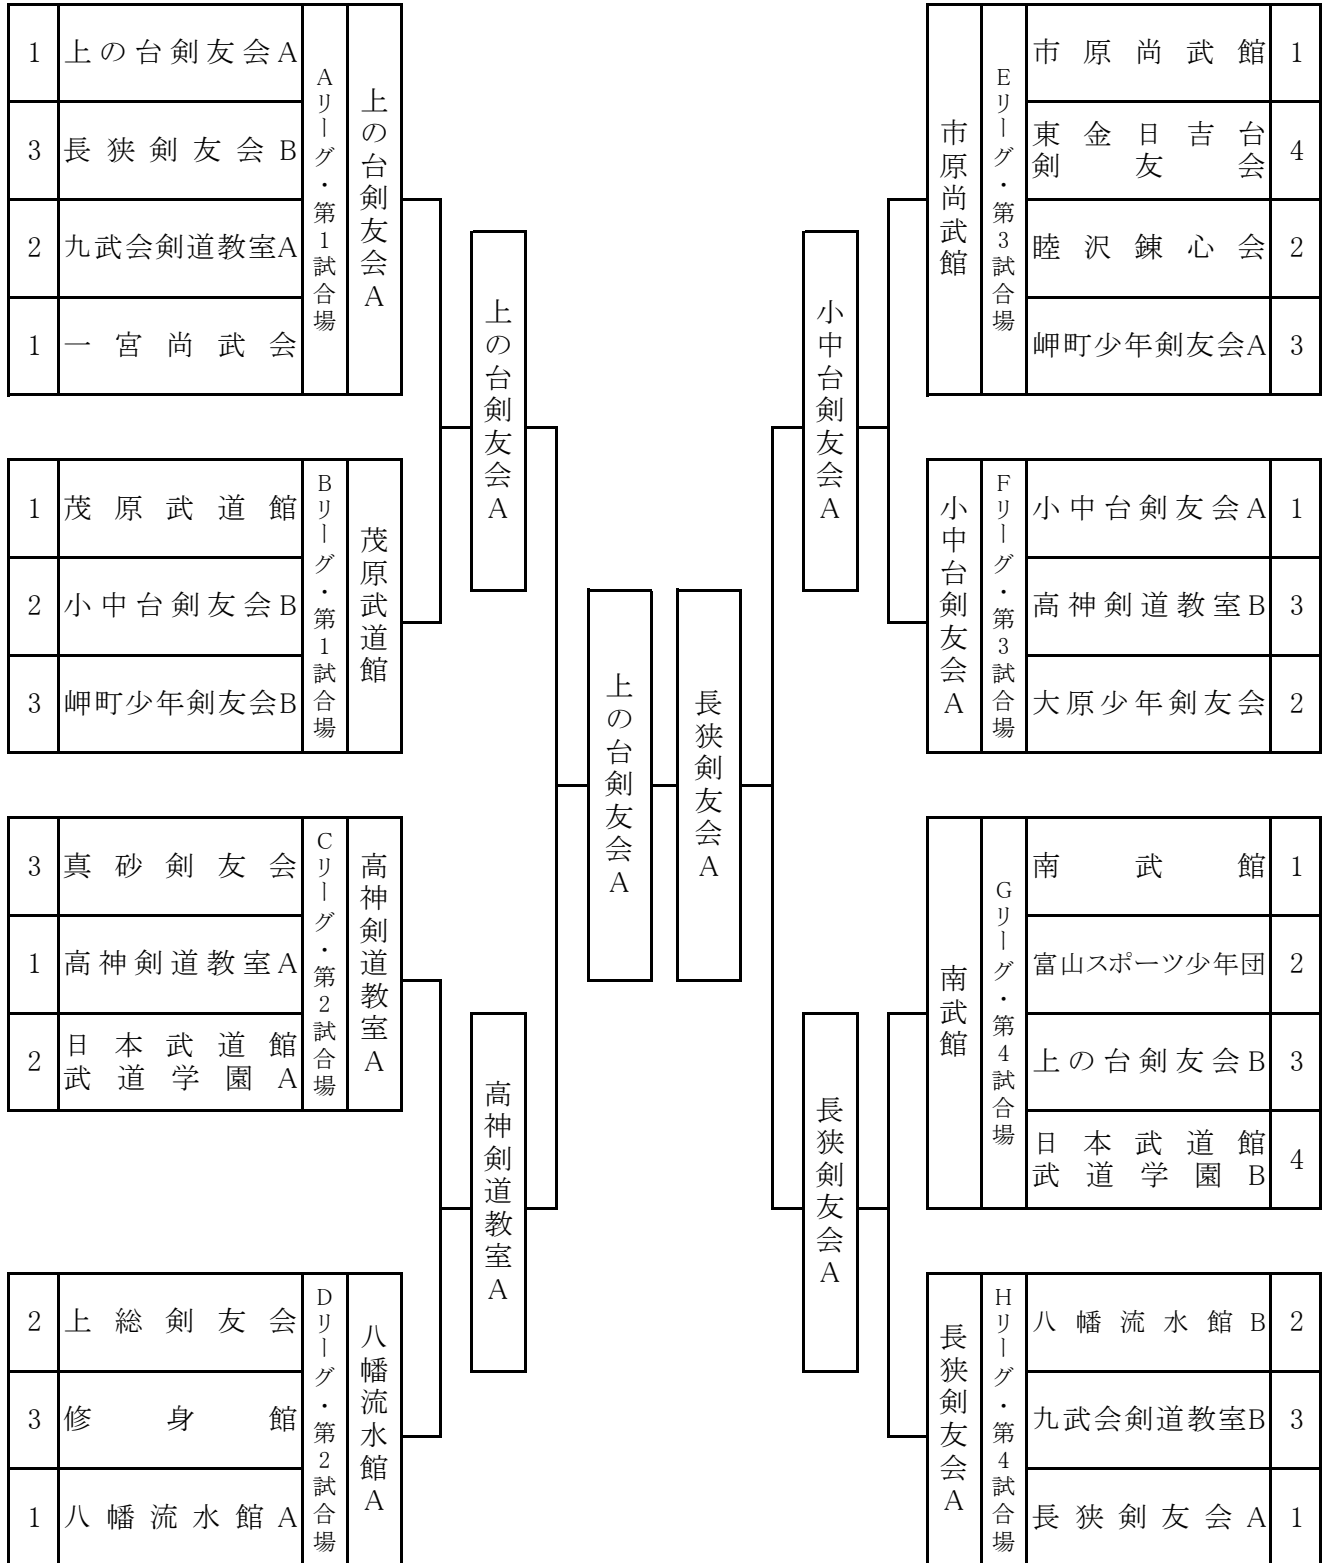 1 上の台剣友会A
3 長狭剣友会B
2 九武会剣道教室A
1 一宮尚武会
Aリーグ・第1試合場
上の台剣友会A
1 茂原武道館
2 小中台剣友会B
3 岬町少年剣友会B
Bリーグ・第1試合場
茂原武道館
3 真砂剣友会
1 高神剣道教室A
2 日本武道館
武道学園A
Cリーグ・第2試合場
高神剣道教室A
2 上総剣友会
3 修身館
1 八幡流水館A
Dリーグ・第2試合場
八幡流水館A
上の台剣友会A
高神剣道教室A
上の台剣友会A
長狭剣友会A
小中台剣友会A
長狭剣友会A
市原尚武館
Eリーグ・第3試合場
市原尚武館 1
東金日吉台
剣友会 4
睦沢錬心会 2
岬町少年剣友会A 3
小中台剣友会A
Fリーグ・第3試合場
小中台剣友会A 1
高神剣道教室B 3
大原少年剣友会 2
南武館
Gリーグ・第4試合場
南武館 1
富山スポーツ少年団 2
上の台剣友会B 3
日本武道館
武道学園B 4
長狭剣友会A
Hリーグ・第4試合場
八幡流水館B 2
九武会剣道教室B 3
長狭剣友会A 1